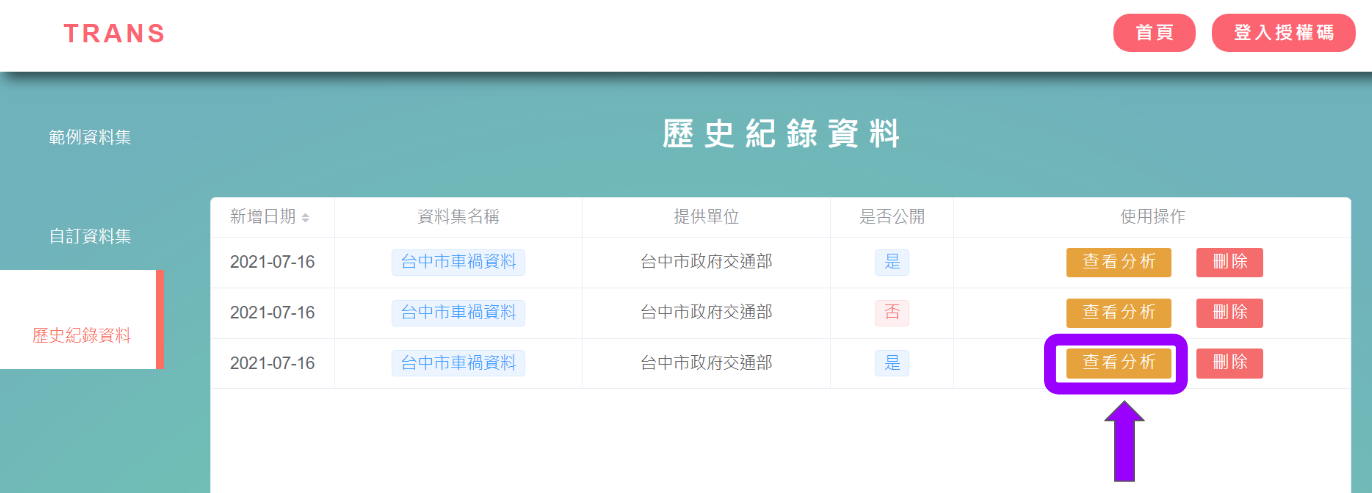 TRANS 首頁 登入授權碼
歷史紀錄資料
範例資料集
自訂資料集
歷史紀錄資料
新增日期 資料集名稱 提供單位 是否公開 使用操作
2021-07-16 台中市車禍資料 台中市政府交通部 是 查看分析 刪除
2021-07-16 台中市車禍資料 台中市政府交通部 否 查看分析 刪除
2021-07-16 台中市車禍資料 台中市政府交通部 是 查看分析 刪除